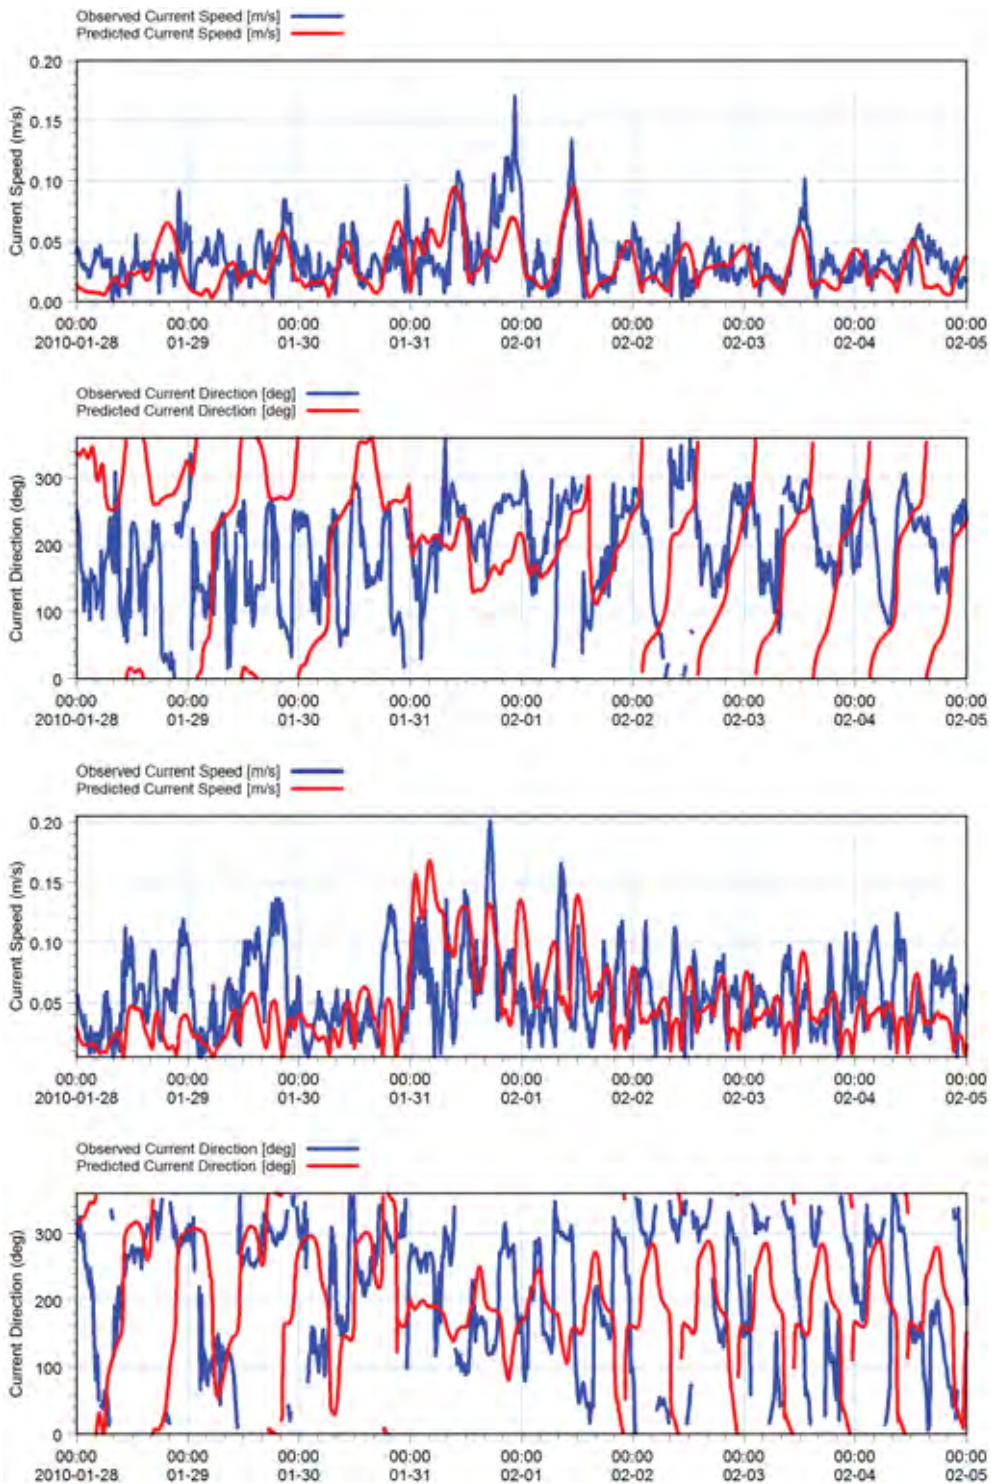 Observed Current Speed [m/s]
Predicted Current Speed [m/s]
Current Speed (m/s)
0.20
0.15
0.10
0.05
0.00
00:00 00:00 00:00 00:00 00:00 00:00 00:00 00:00 00:00
2010-01-28 01-29 01-30 01-31 02-01 02-02 02-03 02-04 02-05
Observed Current Direction [deg]
Predicted Current Direction [deg]
Current Direction (deg)
300
200
100
0
00:00 00:00 00:00 00:00 00:00 00:00 00:00 00:00 00:00
2010-01-28 01-29 01-30 01-31 02-01 02-02 02-03 02-04 02-05
Observed Current Speed [m/s]
Predicted Current Speed [m/s]
Current Speed (m/s)
0.20
0.15
0.10
0.05
00:00 00:00 00:00 00:00 00:00 00:00 00:00 00:00 00:00
2010-01-28 01-29 01-30 01-31 02-01 02-02 02-03 02-04 02-05
Observed Current Direction [deg]
Predicted Current Direction [deg]
Current Direction (deg)
300
200
100
0
00:00 00:00 00:00 00:00 00:00 00:00 00:00 00:00 00:00
2010-01-28 01-29 01-30 01-31 02-01 02-02 02-03 02-04 02-05